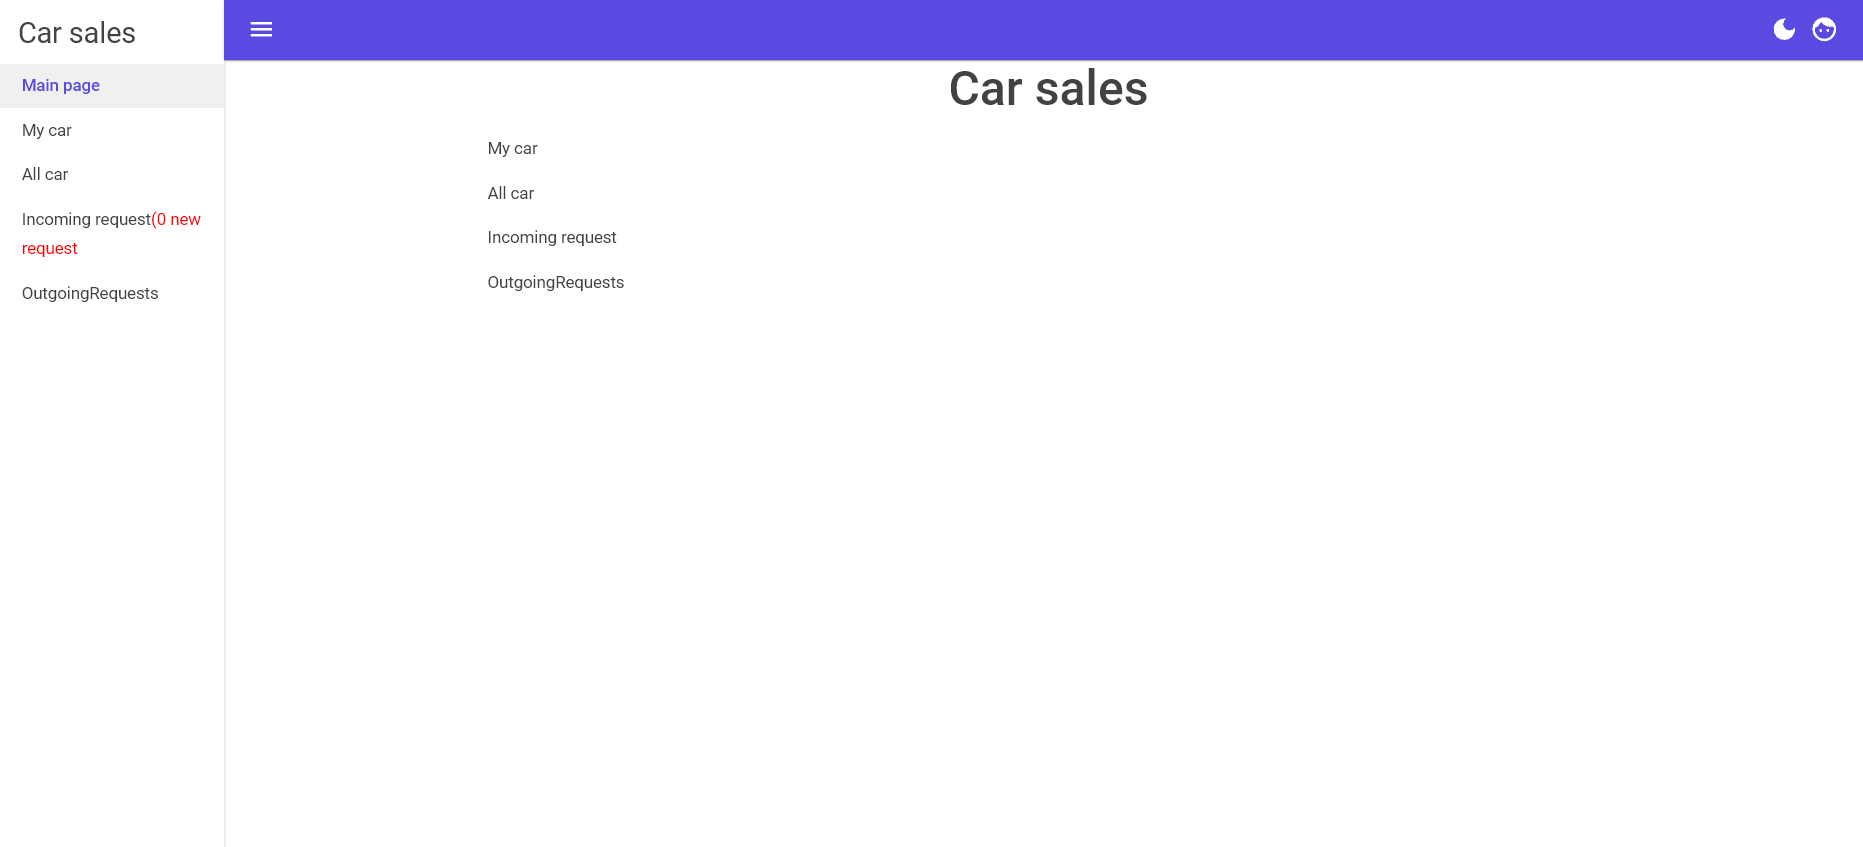 Car sales
Main page
My car
All car
Incoming request(0 new
request
OutgoingRequests
Car sales
My car
All car
Incoming request
OutgoingRequests